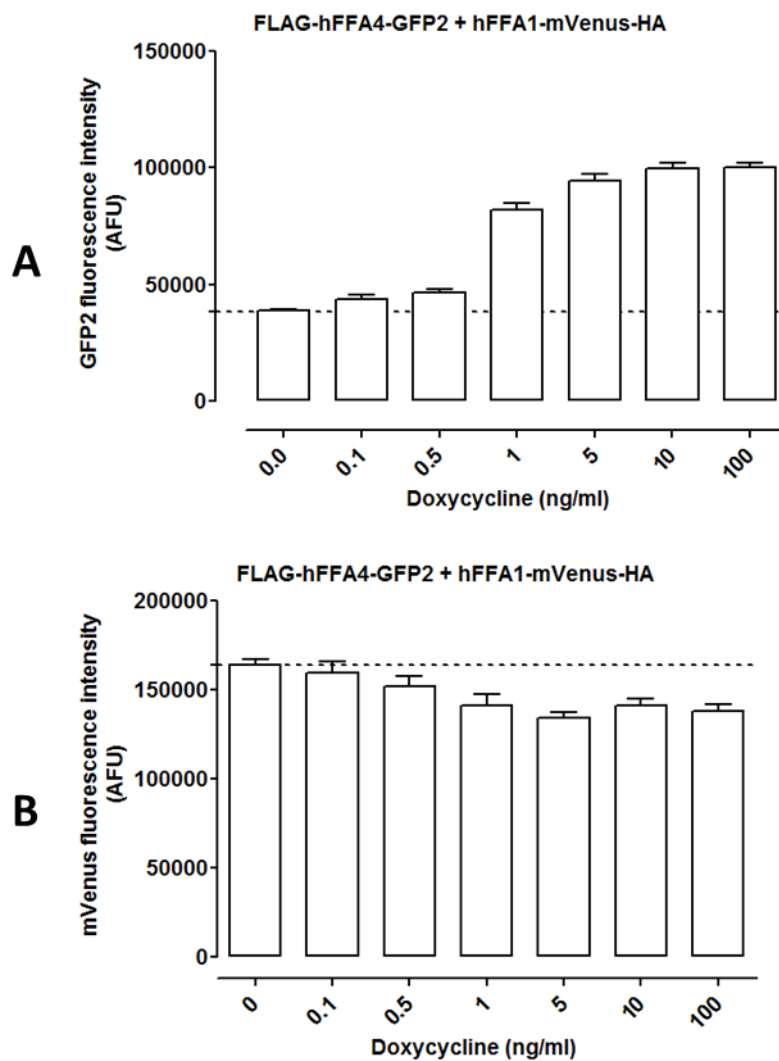 FLAG-hFFA4-GFP2 + hFFA1-mVenus-HA
150000
100000
50000
0
GFP2 fluorescence intensity
(AFU)
A
0.0 0.1 0.5 1 5 10 100
Doxycycline (ng/ml)
FLAG-hFFA4-GFP2 + hFFA1-mVenus-HA
200000
150000
100000
50000
0
mVenus fluorescence intensity
(AFU)
B
0 0.1 0.5 1 5 10 100
Doxycycline (ng/ml)